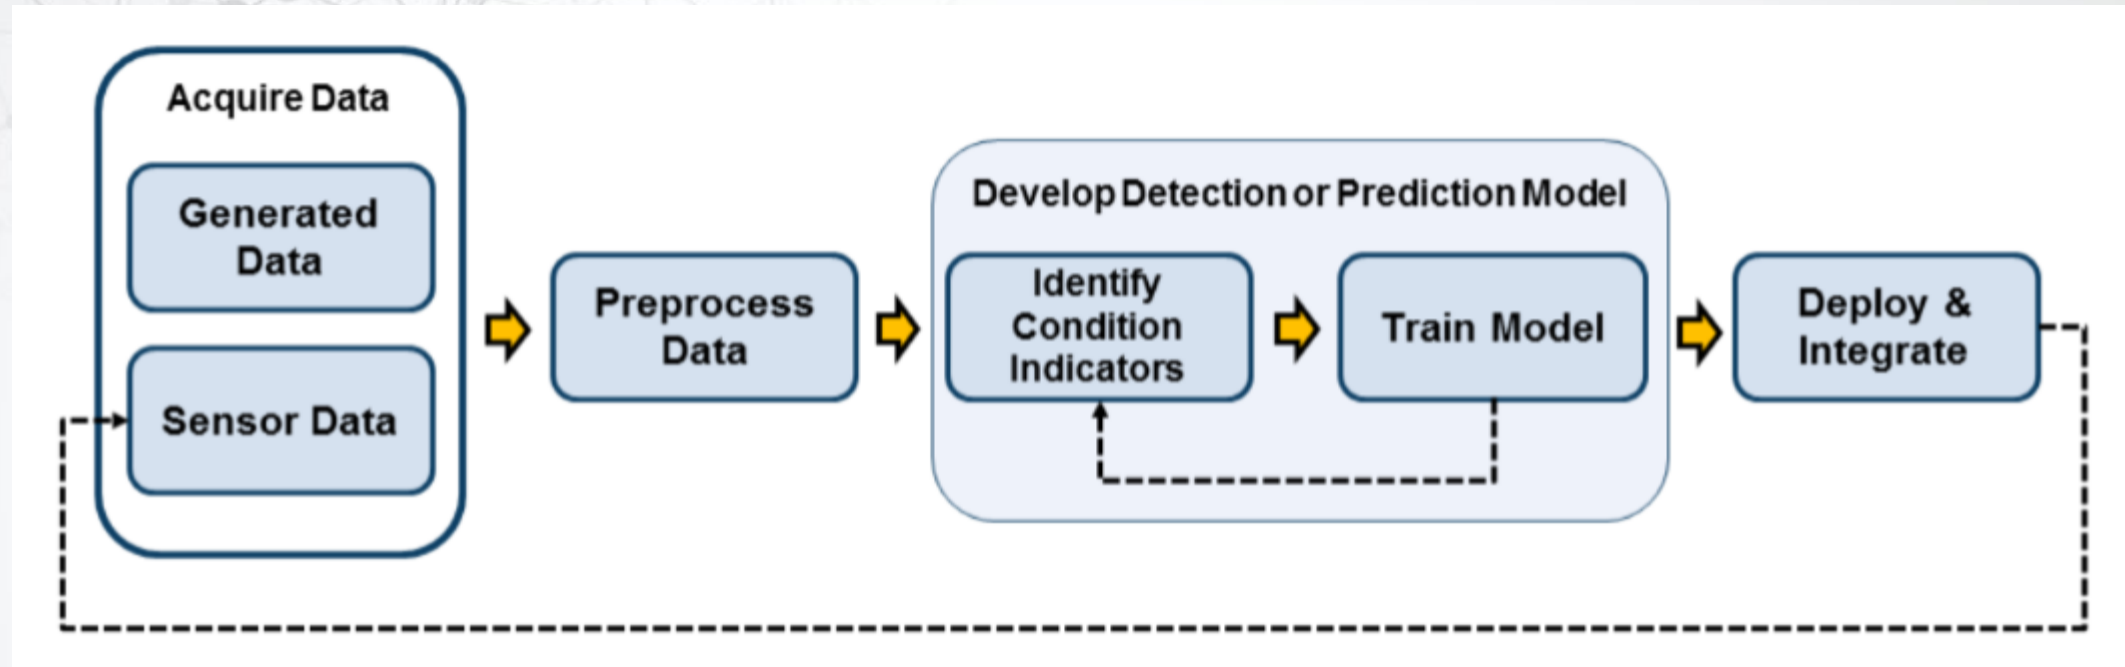 Acquire Data
Generated
Data
Sensor Data
Preprocess
Data
Develop Detection or Prediction Model
Identify
Condition
Indicators
Train Model
Deploy &
Integrate